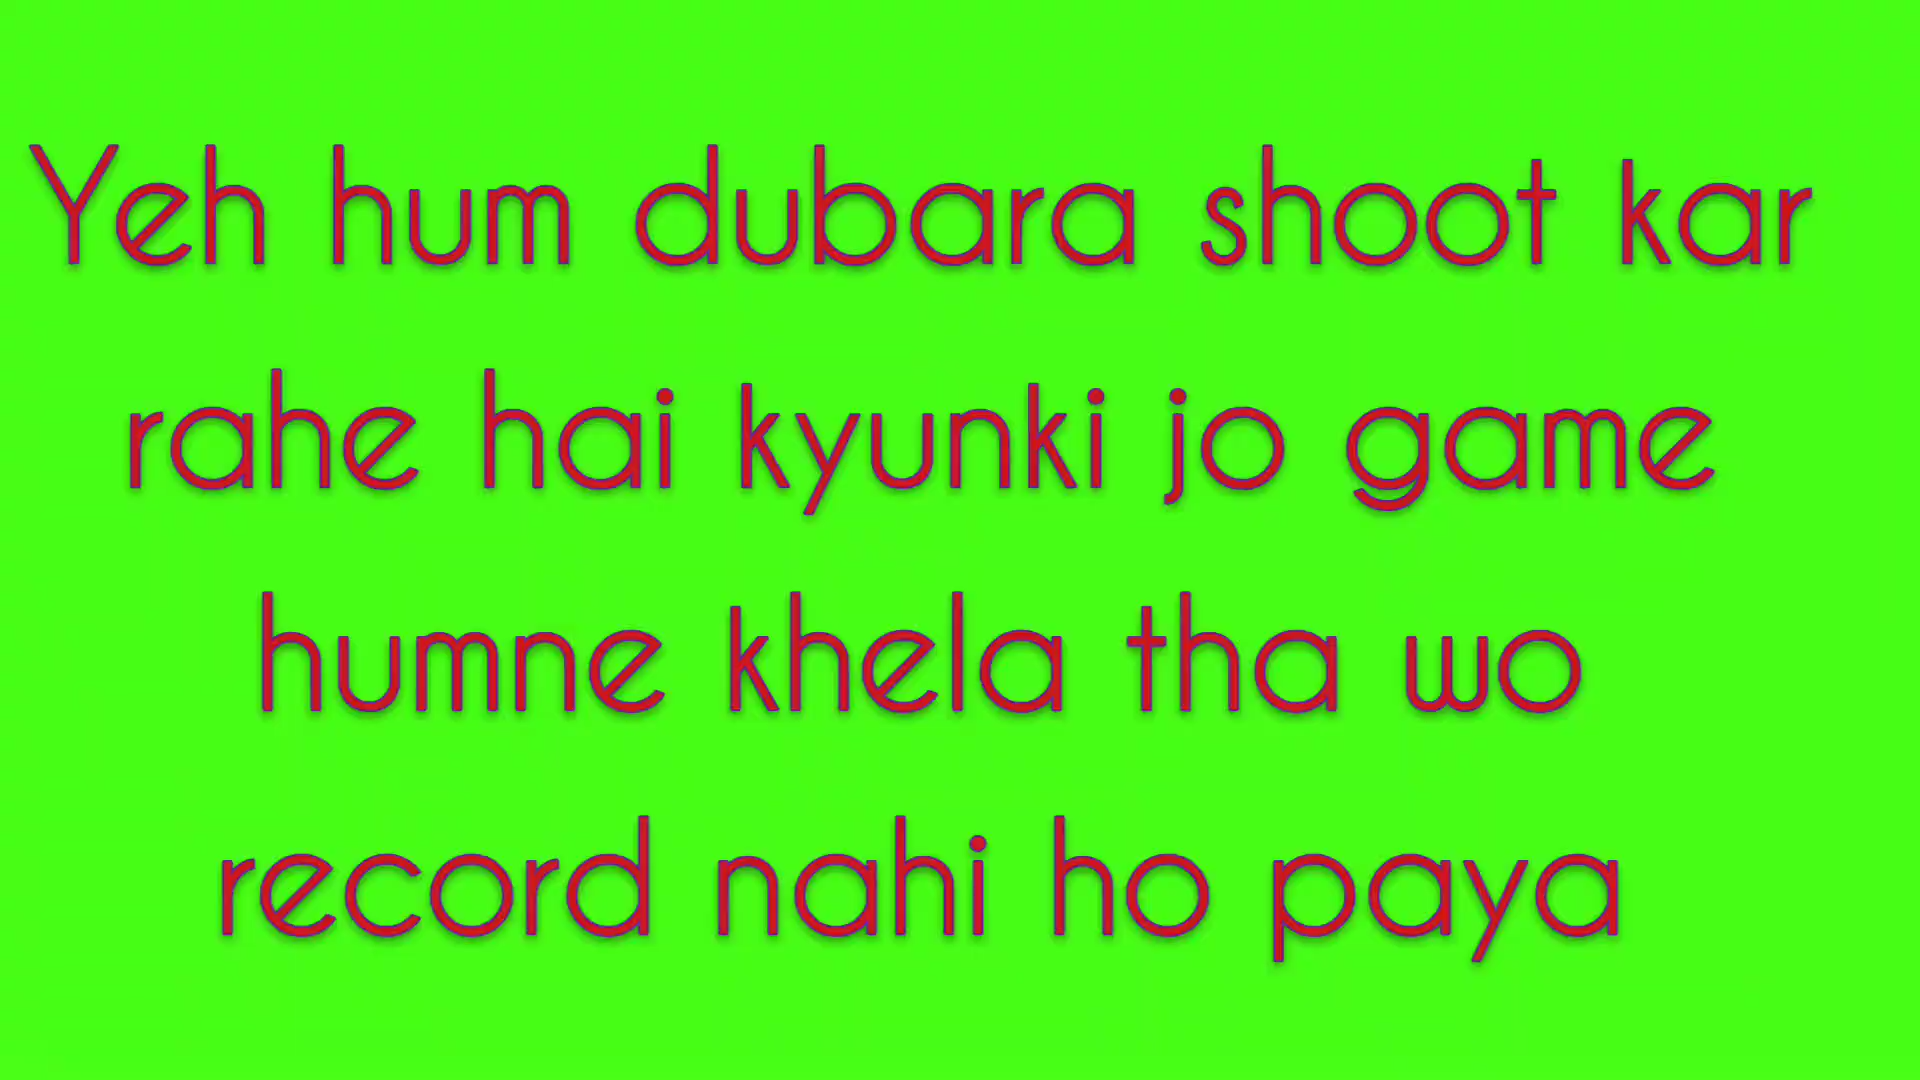 Yeh hum dubara shoot kar
rahe hai kyunki jo game
humne khela tha wo
record nahi ho paya